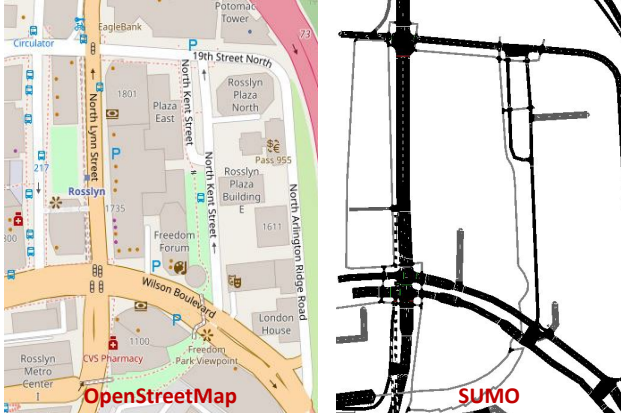 Potomac
Tower
EagleBank
Circulator
P
73
19th Street North
1801
Plaza
East
North Kent Street
Rosslyn
Plaza
North
North Lynn Street
P
Pass 955
217
North Kent Street
Rosslyn
Plaza
Building
E
Rosslyn
1735
1611
North Arlington Ridge Road
300
Freedom
Forum
P
Wilson Boulevard
P
London
House
1100
Freedom
Park Viewpoint
CVS Pharmacy
Rosslyn
Metro
Center
I
OpenStreetMap
SUMO